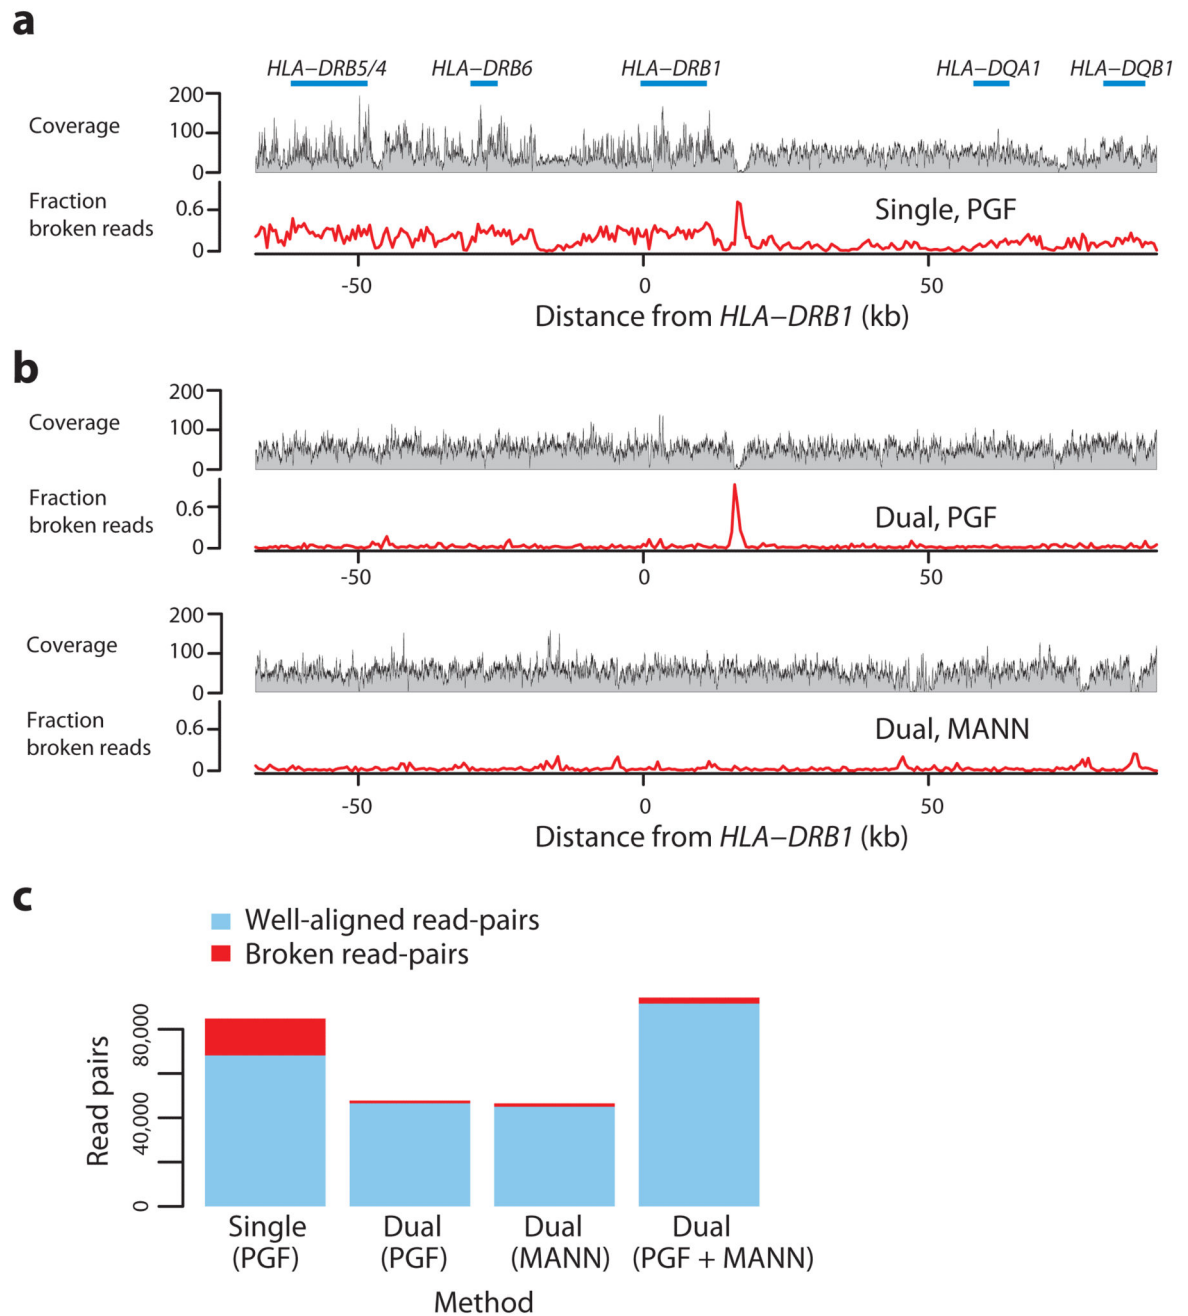 a
HLA–DRB5/4 HLA–DRB6 HLA–DRB1 HLA–DQA1 HLA–DQB1
Coverage
200
100
0
Fraction
broken reads
0.6
0
Single, PGF
-50 0 50
Distance from HLA–DRB1 (kb)
b
Coverage
200
100
0
Fraction
broken reads
0.6
0
Dual, PGF
-50 0 50
Coverage
200
100
0
Fraction
broken reads
0.6
0
Dual, MANN
-50 0 50
Distance from HLA–DRB1 (kb)
c
Well-aligned read-pairs
Broken read-pairs
Read pairs
80,000
40,000
0
Single
(PGF)
Dual
(PGF)
Dual
(MANN)
Dual
(PGF + MANN)
Method